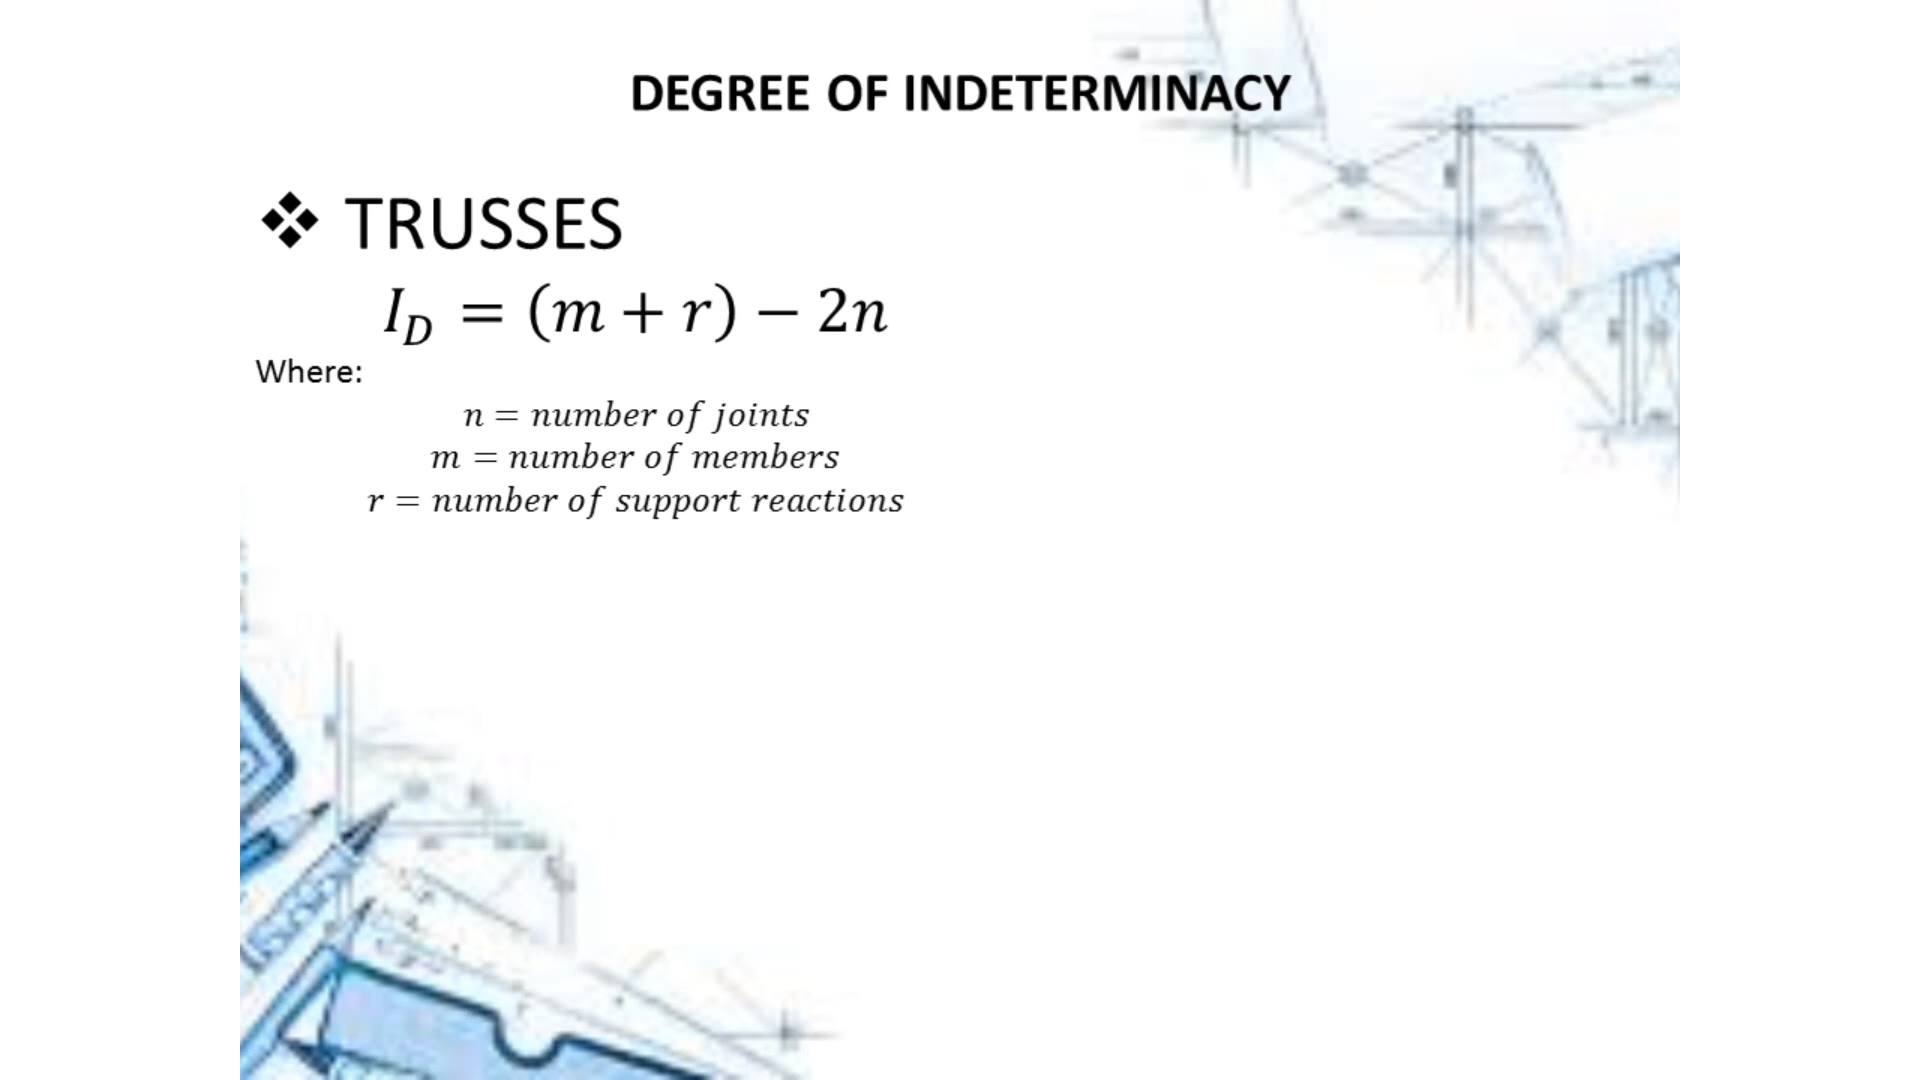 DEGREE OF INDETERMINACY
❖ TRUSSES
I_D = (m + r) − 2n
Where:
n = number of joints
m = number of members
r = number of support reactions